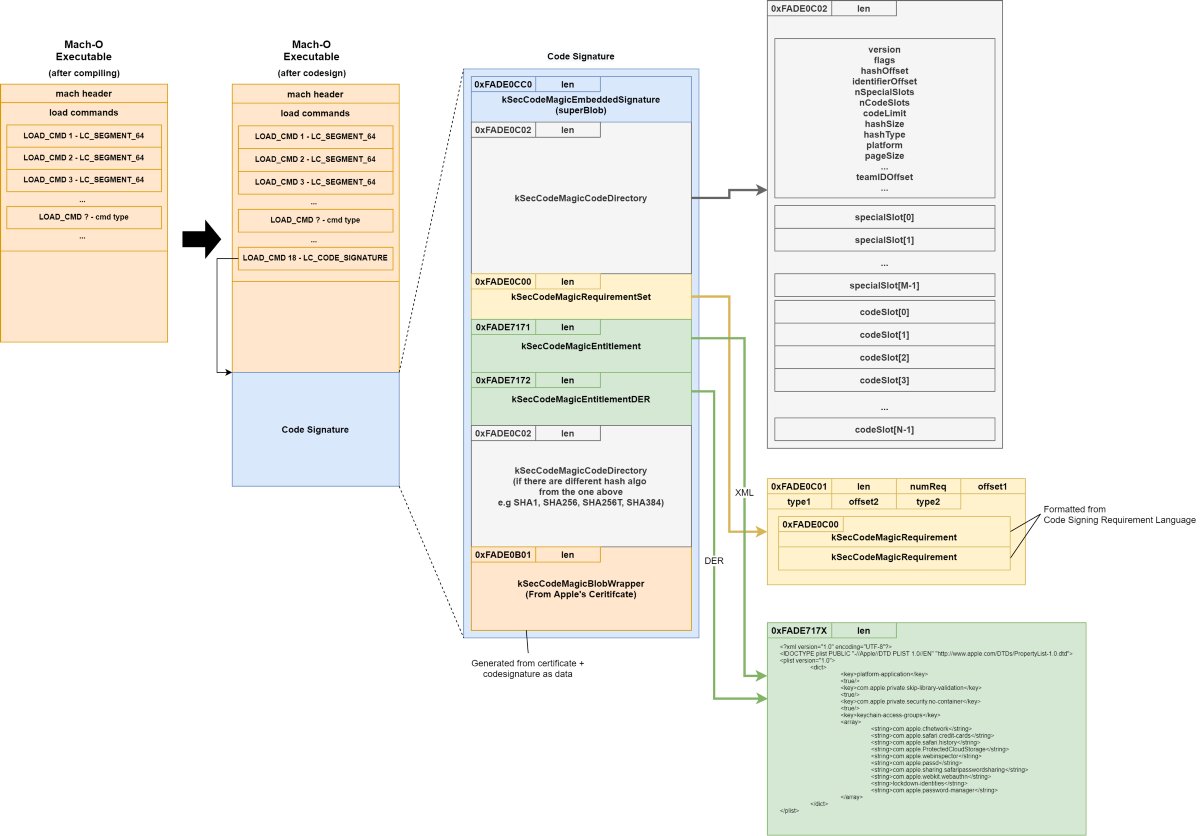 Mach-O
Executable
(after compiling)
mach header
load commands
LOAD_CMD 1 - LC_SEGMENT_64
LOAD_CMD 2 - LC_SEGMENT_64
LOAD_CMD 3 - LC_SEGMENT_64
...
LOAD_CMD ? - cmd type
...
Mach-O
Executable
(after codesign)
mach header
load commands
LOAD_CMD 1 - LC_SEGMENT_64
LOAD_CMD 2 - LC_SEGMENT_64
LOAD_CMD 3 - LC_SEGMENT_64
...
LOAD_CMD ? - cmd type
...
LOAD_CMD 18 - LC_CODE_SIGNATURE
Code Signature
Code Signature
0xFADE0CC0 len
kSecCodeMagicEmbeddedSignature
(superBlob)
0xFADE0C02 len
kSecCodeMagicCodeDirectory
0xFADE0C00 len
kSecCodeMagicRequirementSet
0xFADE7171 len
kSecCodeMagicEntitlement
0xFADE7172 len
kSecCodeMagicEntitlementDER
0xFADE0C02 len
kSecCodeMagicCodeDirectory
(if there are different hash algo
from the one above
e.g SHA1, SHA256, SHA256T, SHA384)
0xFADE0B01 len
kSecCodeMagicBlobWrapper
(From Apple's Ceritifcate)
Generated from certificate +
codesignature as data
XML
DER
0xFADE0C02 len
version
flags
hashOffset
identifierOffset
nSpecialSlots
nCodeSlots
codeLimit
hashSize
hashType
platform
pageSize
...
teamIDOffset
...
specialSlot[0]
specialSlot[1]
...
specialSlot[M-1]
codeSlot[0]
codeSlot[1]
codeSlot[2]
codeSlot[3]
...
codeSlot[N-1]
0xFADE0C01 len numReq offset1
type1 offset2 type2
0xFADE0C00
kSecCodeMagicRequirement
kSecCodeMagicRequirement
Formatted from
Code Signing Requirement Language
0xFADE717X len
<?xml version="1.0" encoding="UTF-8"?>
<!DOCTYPE plist PUBLIC "-//Apple//DTD PLIST 1.0//EN" "http://www.apple.com/DTDs/PropertyList-1.0.dtd">
<plist version="1.0">
<dict>
<key>platform-application</key>
<true/>
<key>com.apple.private.skip-library-validation</key>
<true/>
<key>com.apple.private.security.no-container</key>
<true/>
<key>keychain-access-groups</key>
<array>
<string>com.apple.cfnetwork</string>
<string>com.apple.safari.credit-cards</string>
<string>com.apple.safari.history</string>
<string>com.apple.ProtectedCloudStorage</string>
<string>com.apple.webinspector</string>
<string>com.apple.passd</string>
<string>com.apple.sharing.safaripasswordsharing</string>
<string>com.apple.webkit.webauthn</string>
<string>lockdown-identities</string>
<string>com.apple.password-manager</string>
</array>
</dict>
</plist>